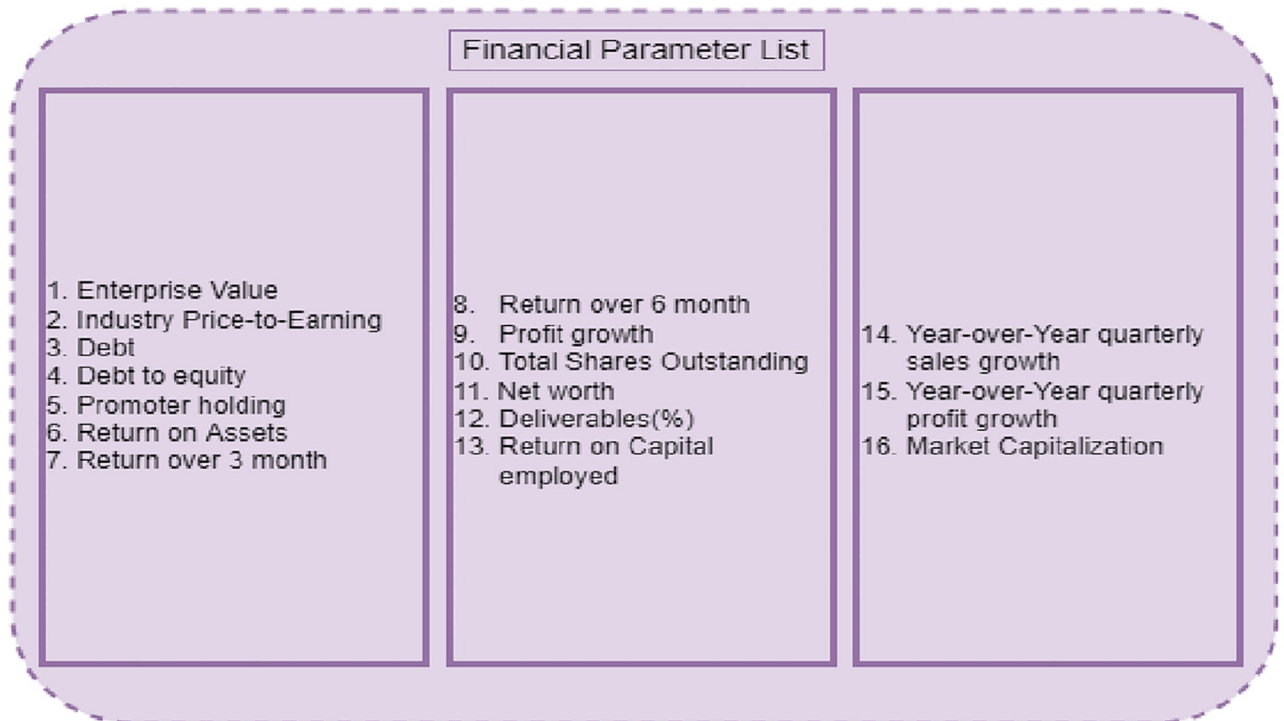 Financial Parameter List
1. Enterprise Value
2. Industry Price-to-Earning
3. Debt
4. Debt to equity
5. Promoter holding
6. Return on Assets
7. Return over 3 month
8. Return over 6 month
9. Profit growth
10. Total Shares Outstanding
11. Net worth
12. Deliverables(%)
13. Return on Capital
employed
14. Year-over-Year quarterly
sales growth
15. Year-over-Year quarterly
profit growth
16. Market Capitalization